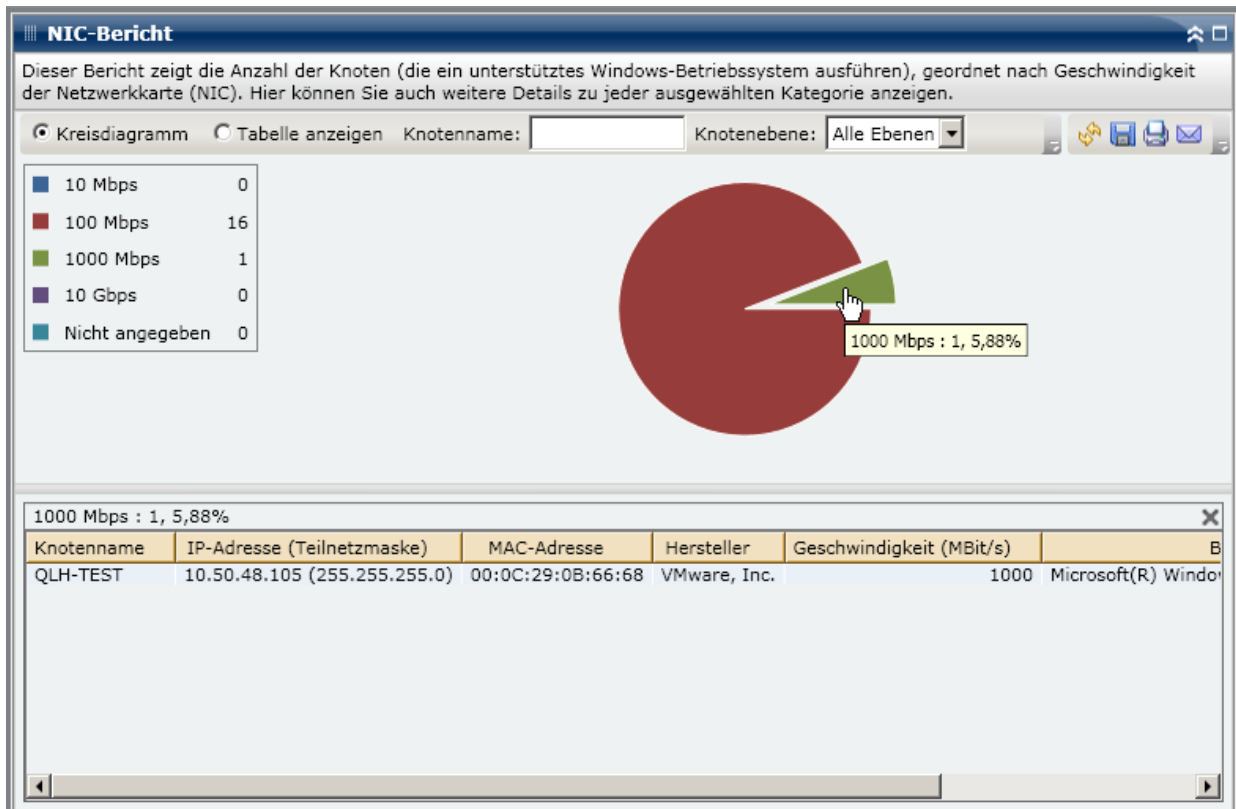 NIC-Bericht
Dieser Bericht zeigt die Anzahl der Knoten (die ein unterstütztes Windows-Betriebssystem ausführen), geordnet nach Geschwindigkeit
der Netzwerkkarte (NIC). Hier können Sie auch weitere Details zu jeder ausgewählten Kategorie anzeigen.
Kreisdiagramm Tabelle anzeigen Knotenname: Knotenebene: Alle Ebenen
10 Mbps 0
100 Mbps 16
1000 Mbps 1
10 Gbps 0
Nicht angegeben 0
1000 Mbps : 1, 5,88%
1000 Mbps : 1, 5,88%
Knotenname IP-Adresse (Teilnetzmaske) MAC-Adresse Hersteller Geschwindigkeit (MBit/s) B
QLH-TEST 10.50.48.105 (255.255.255.0) 00:0C:29:0B:66:68 VMware, Inc. 1000 Microsoft(R) Windo